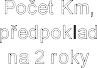 Počet Km,
předpoklad
na 2 roky